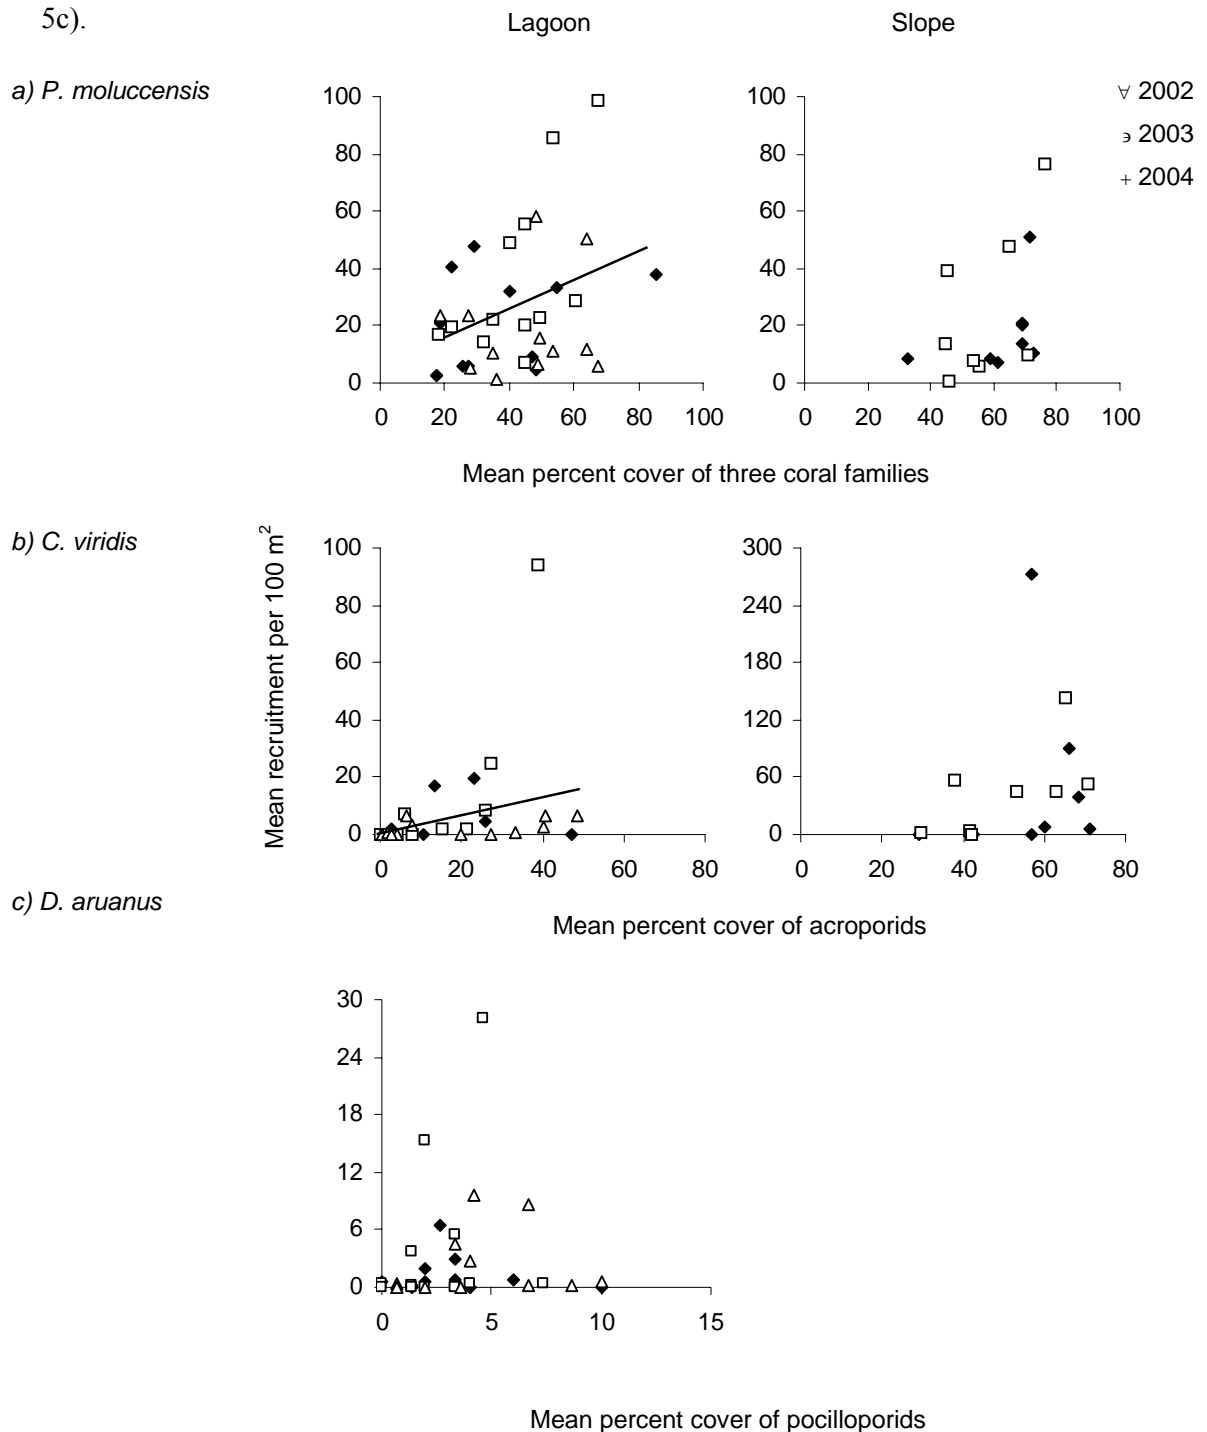 5c).
Lagoon Slope
a) P. moluccensis
∀ 2002
϶ 2003
+ 2004
100
80
60
40
20
0
0 20 40 60 80 100
100
80
60
40
20
0
0 20 40 60 80 100
Mean percent cover of three coral families
b) C. viridis
Mean recruitment per 100 m²
100
80
60
40
20
0
0 20 40 60 80
300
240
180
120
60
0
0 20 40 60 80
c) D. aruanus
Mean percent cover of acroporids
30
24
18
12
6
0
0 5 10 15
Mean percent cover of pocilloporids